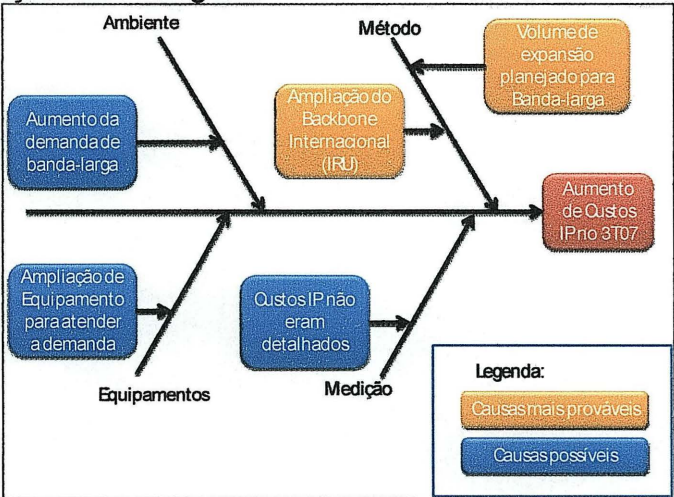 Ambiente
Método
Volume de
expansão
planejado para
Banda-larga
Ampliação do
Backbone
Internacional
(IRU)
Aumento da
demanda de
banda-larga
Aumento
de Custos
IP no 3T07
Ampliação de
Equipamento
para atender
a demanda
Custos IP não
eram
detalhados
Equipamentos
Medição
Legenda:
Causas mais prováveis
Causas possíveis